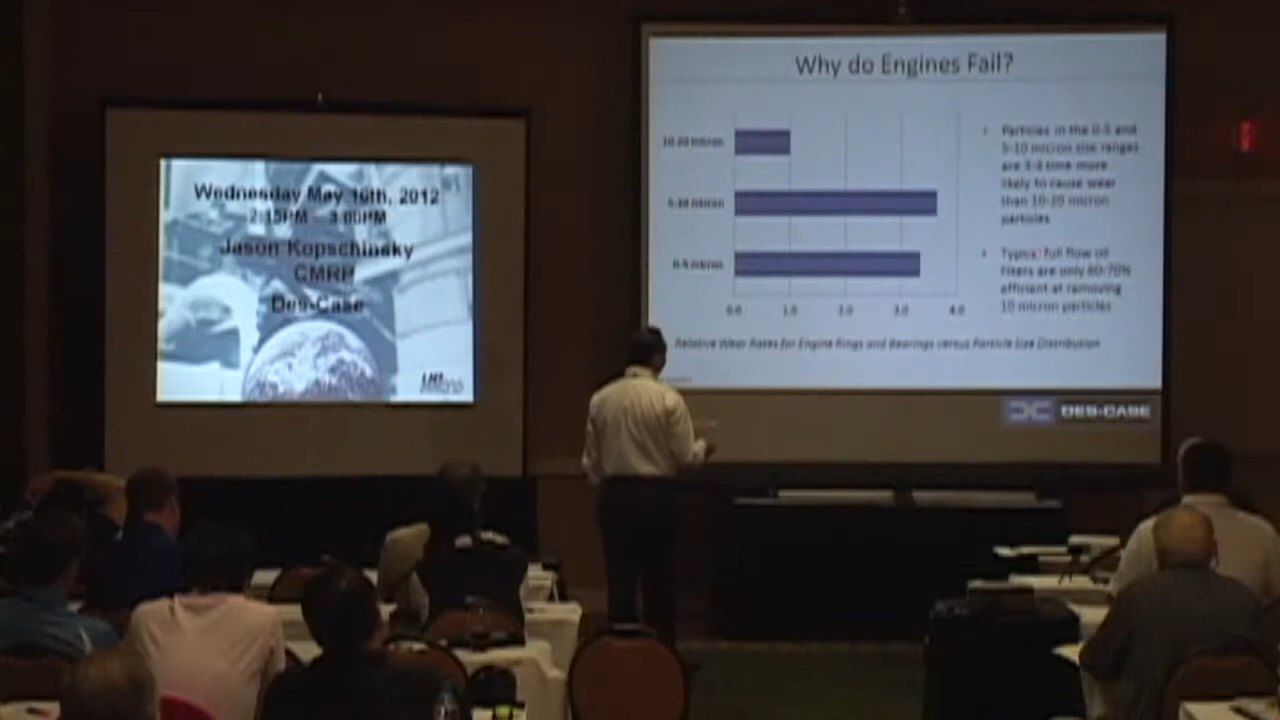 Wednesday May 16th, 2012
2:15PM – 3:00PM
Jason Kopschinsky
CMRP
Des-Case
Why do Engines Fail?
10-20 micron
5-10 micron
0-5 micron
0.0 1.0 2.0 3.0 4.0
• Particles in the 0-5 and
5-10 micron size ranges
are 3-4 time more
likely to cause wear
than 10-20 micron
particles
• Typical full flow oil
filters are only 60-70%
efficient at removing
10 micron particles
Relative Wear Rates for Engine Rings and Bearings versus Particle Size Distribution
DES-CASE